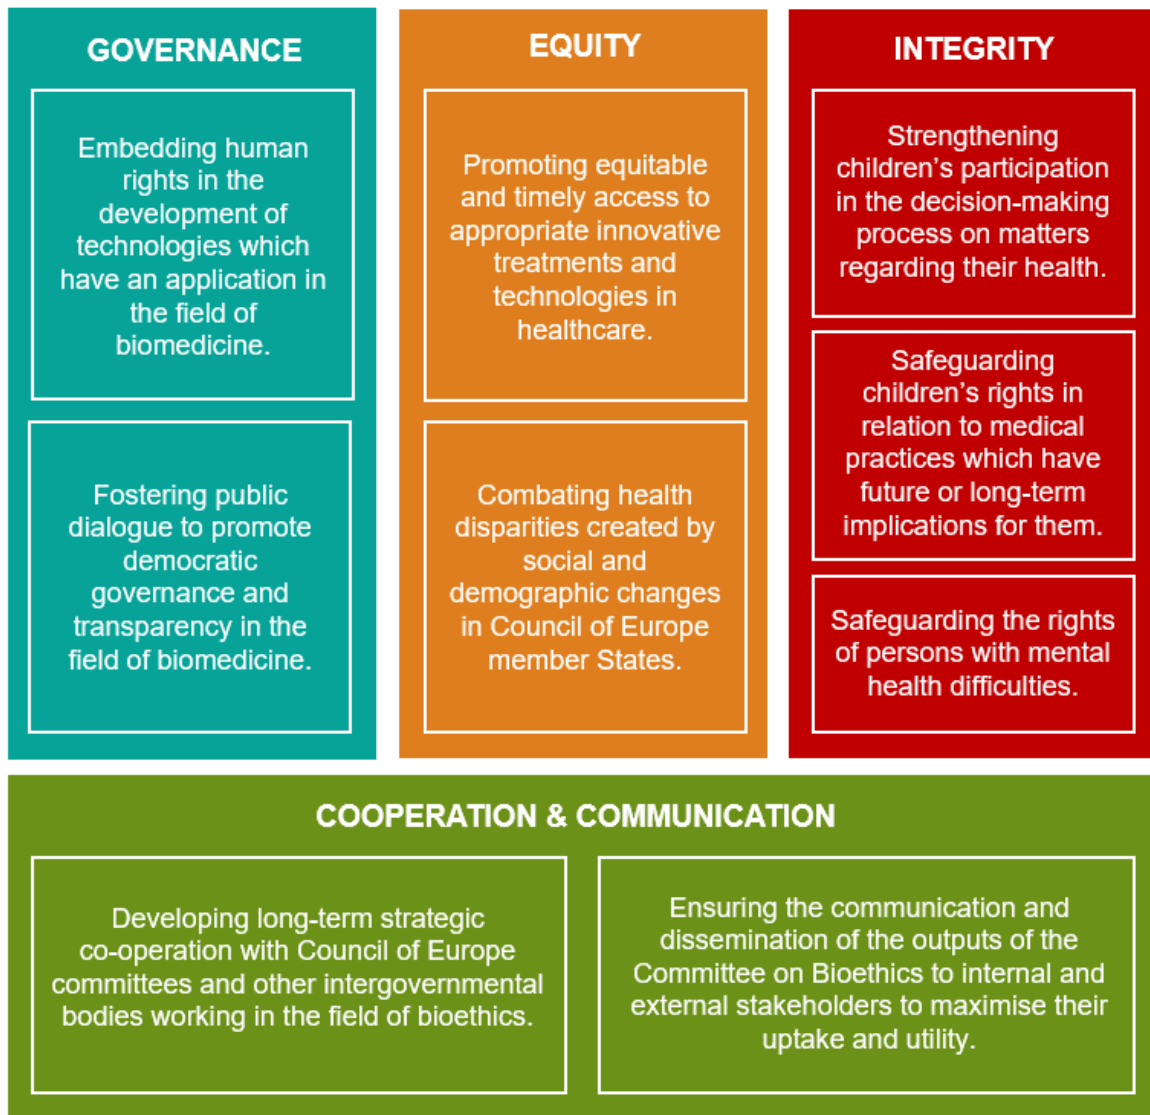 GOVERNANCE
Embedding human
rights in the
development of
technologies which
have an application in
the field of
biomedicine.
Fostering public
dialogue to promote
democratic
governance and
transparency in the
field of biomedicine.
EQUITY
Promoting equitable
and timely access to
appropriate innovative
treatments and
technologies in
healthcare.
Combating health
disparities created by
social and
demographic changes
in Council of Europe
member States.
INTEGRITY
Strengthening
children’s participation
in the decision-making
process on matters
regarding their health.
Safeguarding
children’s rights in
relation to medical
practices which have
future or long-term
implications for them.
Safeguarding the rights
of persons with mental
health difficulties.
COOPERATION & COMMUNICATION
Developing long-term strategic
co-operation with Council of Europe
committees and other intergovernmental
bodies working in the field of bioethics.
Ensuring the communication and
dissemination of the outputs of the
Committee on Bioethics to internal and
external stakeholders to maximise their
uptake and utility.